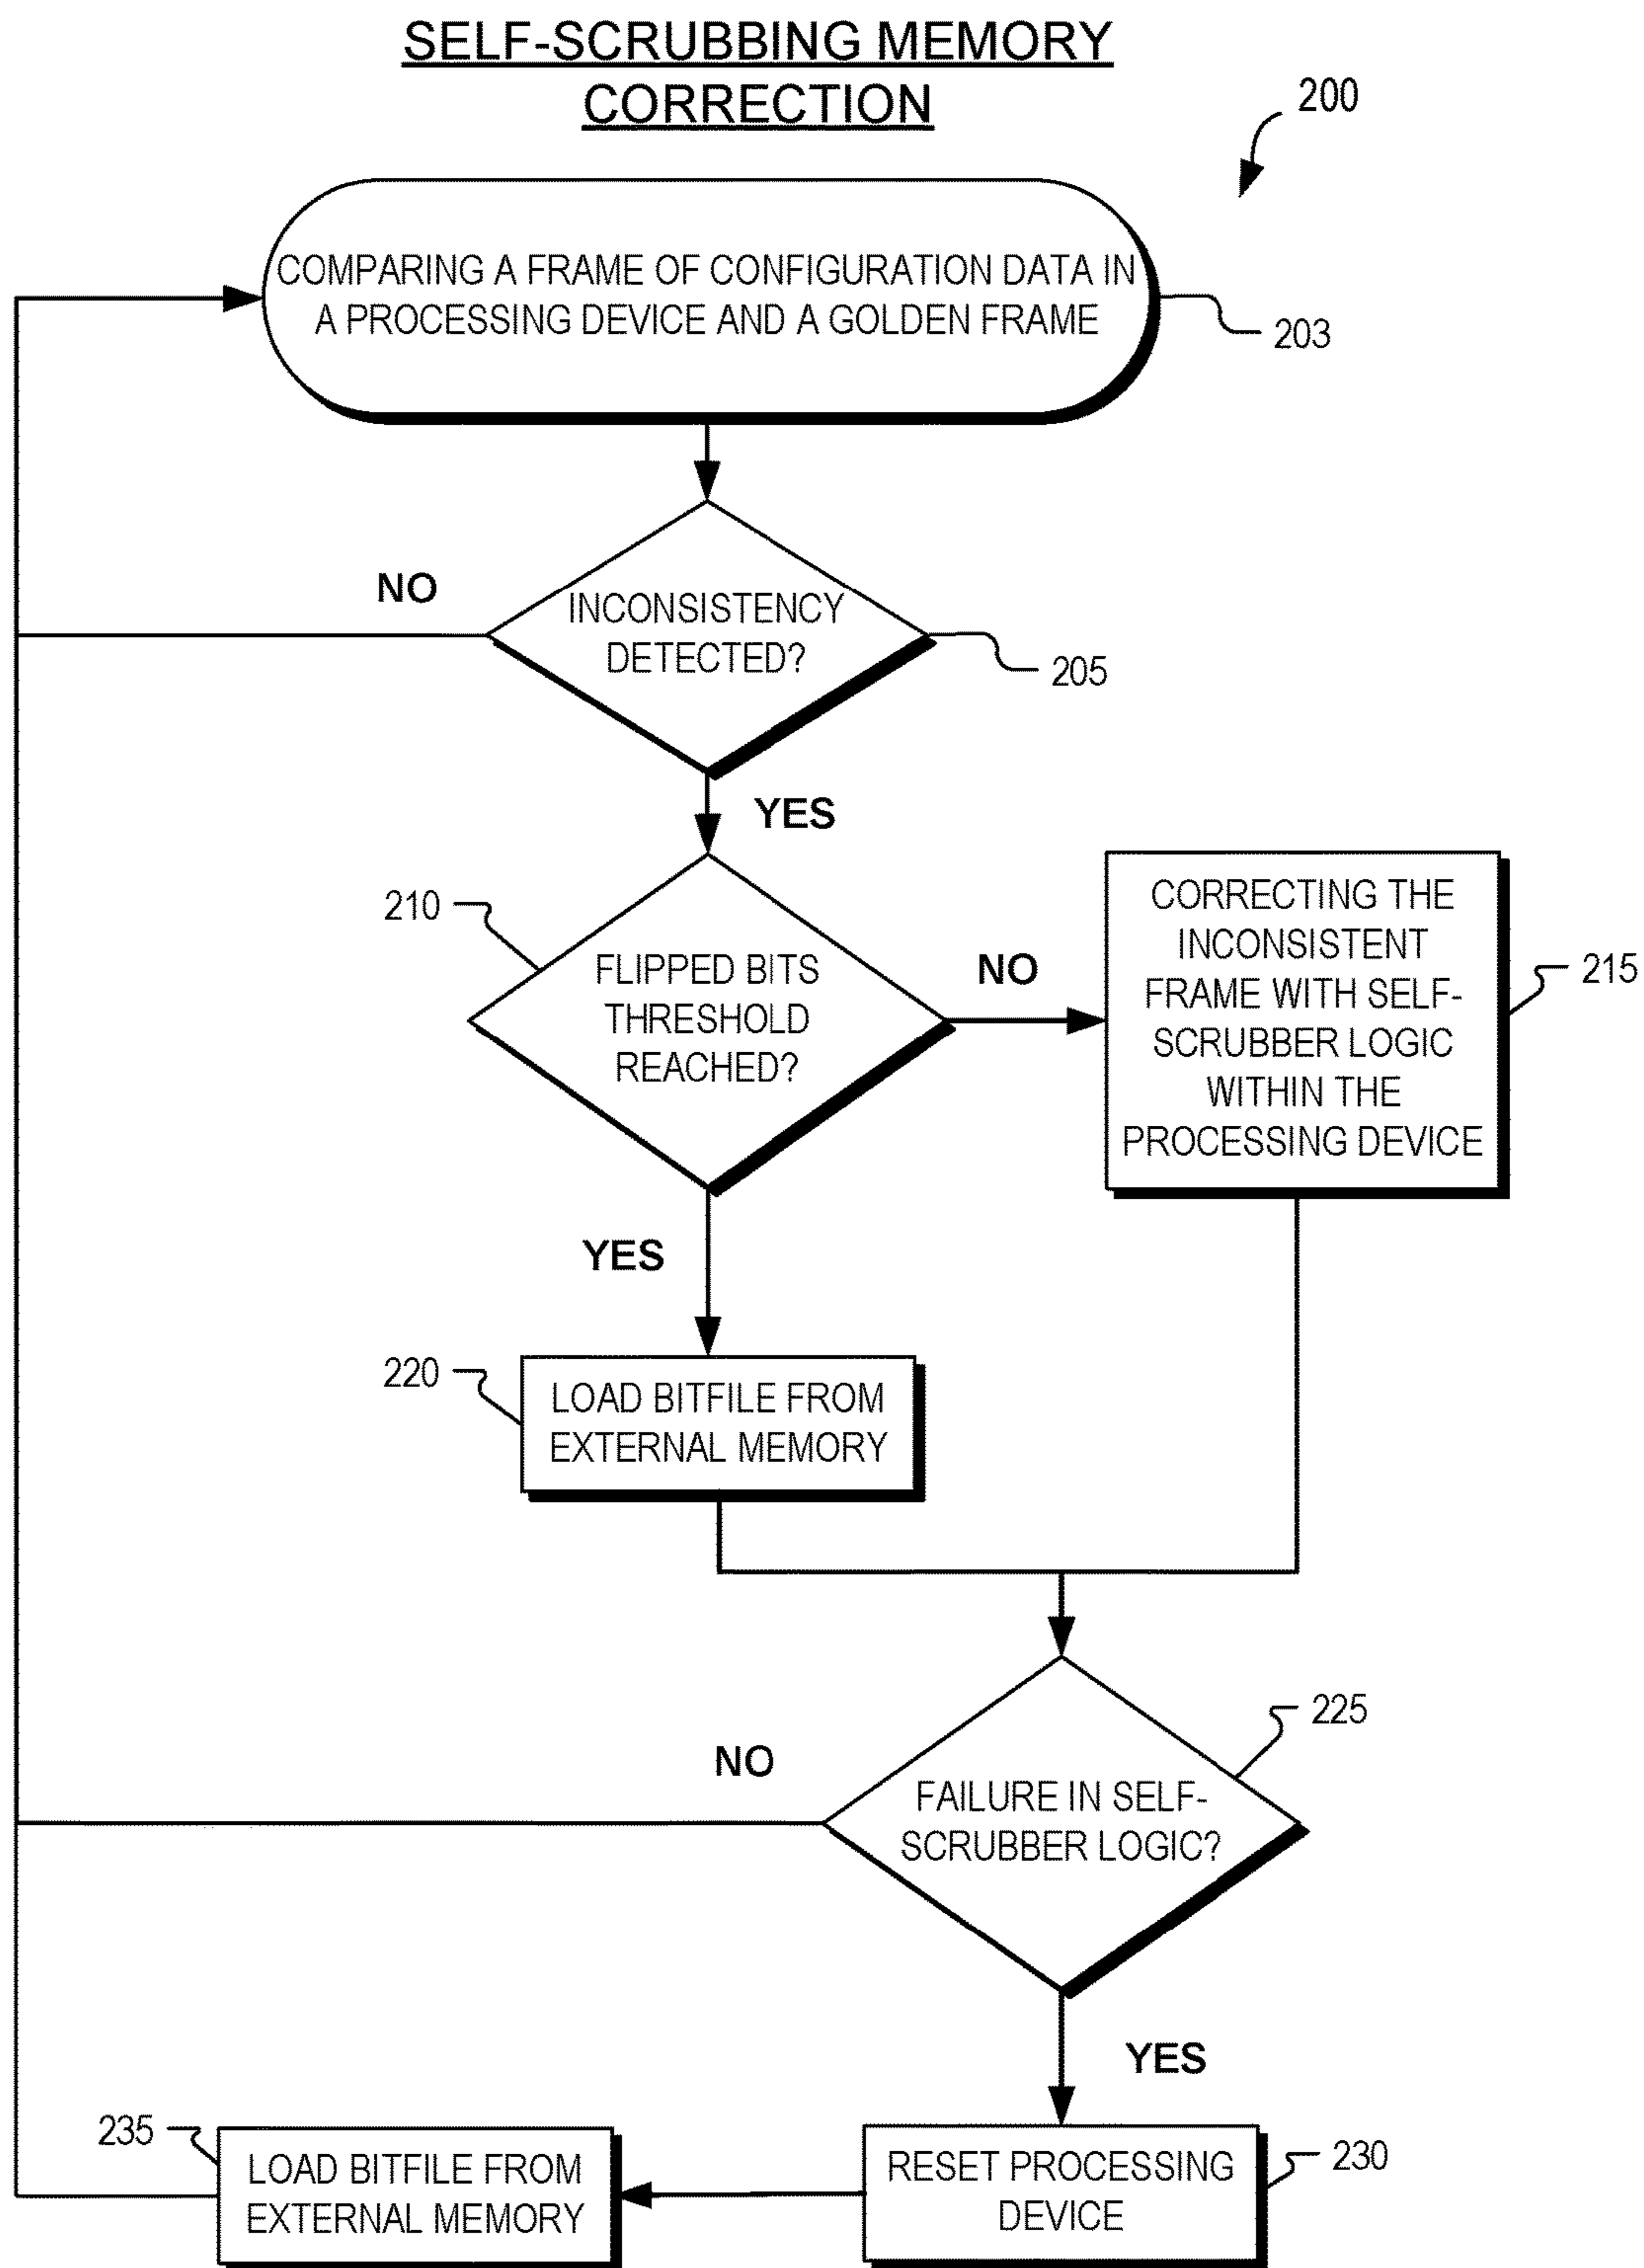 SELF-SCRUBBING MEMORY
CORRECTION
200
COMPARING A FRAME OF CONFIGURATION DATA IN
A PROCESSING DEVICE AND A GOLDEN FRAME
203
NO
INCONSISTENCY
DETECTED?
205
YES
210
FLIPPED BITS
THRESHOLD
REACHED?
NO
CORRECTING THE
INCONSISTENT
FRAME WITH SELF-
SCRUBBER LOGIC
WITHIN THE
PROCESSING DEVICE
215
YES
220
LOAD BITFILE FROM
EXTERNAL MEMORY
225
NO
FAILURE IN SELF-
SCRUBBER LOGIC?
YES
235
LOAD BITFILE FROM
EXTERNAL MEMORY
RESET PROCESSING
DEVICE
230